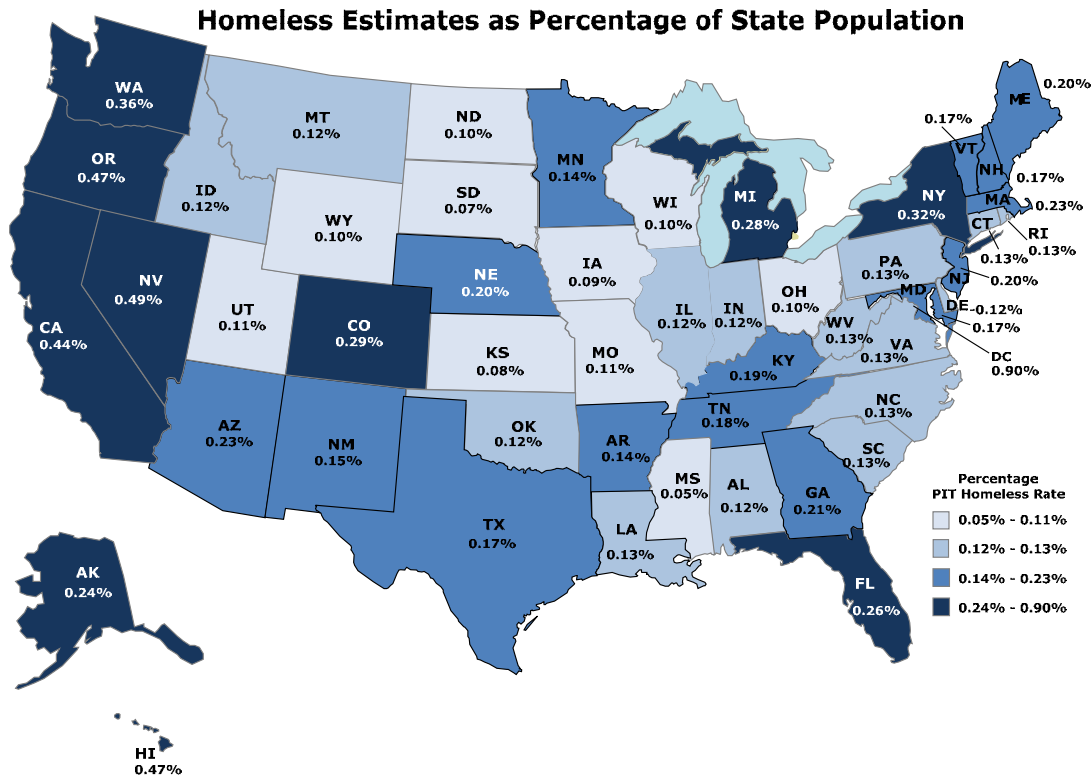 Homeless Estimates as Percentage of State Population
WA
0.36%
OR
0.47%
CA
0.44%
NV
0.49%
ID
0.12%
MT
0.12%
WY
0.10%
UT
0.11%
CO
0.29%
AZ
0.23%
NM
0.15%
ND
0.10%
SD
0.07%
NE
0.20%
KS
0.08%
OK
0.12%
TX
0.17%
MN
0.14%
IA
0.09%
MO
0.11%
AR
0.14%
LA
0.13%
WI
0.10%
IL
0.12%
MI
0.28%
IN
0.12%
OH
0.10%
KY
0.19%
TN
0.18%
MS
0.05%
AL
0.12%
GA
0.21%
FL
0.26%
SC
0.13%
NC
0.13%
VA
0.13%
WV
0.13%
PA
0.13%
NY
0.32%
VT
0.17%
NH
0.17%
ME
0.20%
MA
0.23%
RI
0.13%
CT
0.13%
NJ
0.20%
DE
0.12%
MD
0.17%
DC
0.90%
AK
0.24%
HI
0.47%
Percentage
PIT Homeless Rate
0.05% - 0.11%
0.12% - 0.13%
0.14% - 0.23%
0.24% - 0.90%